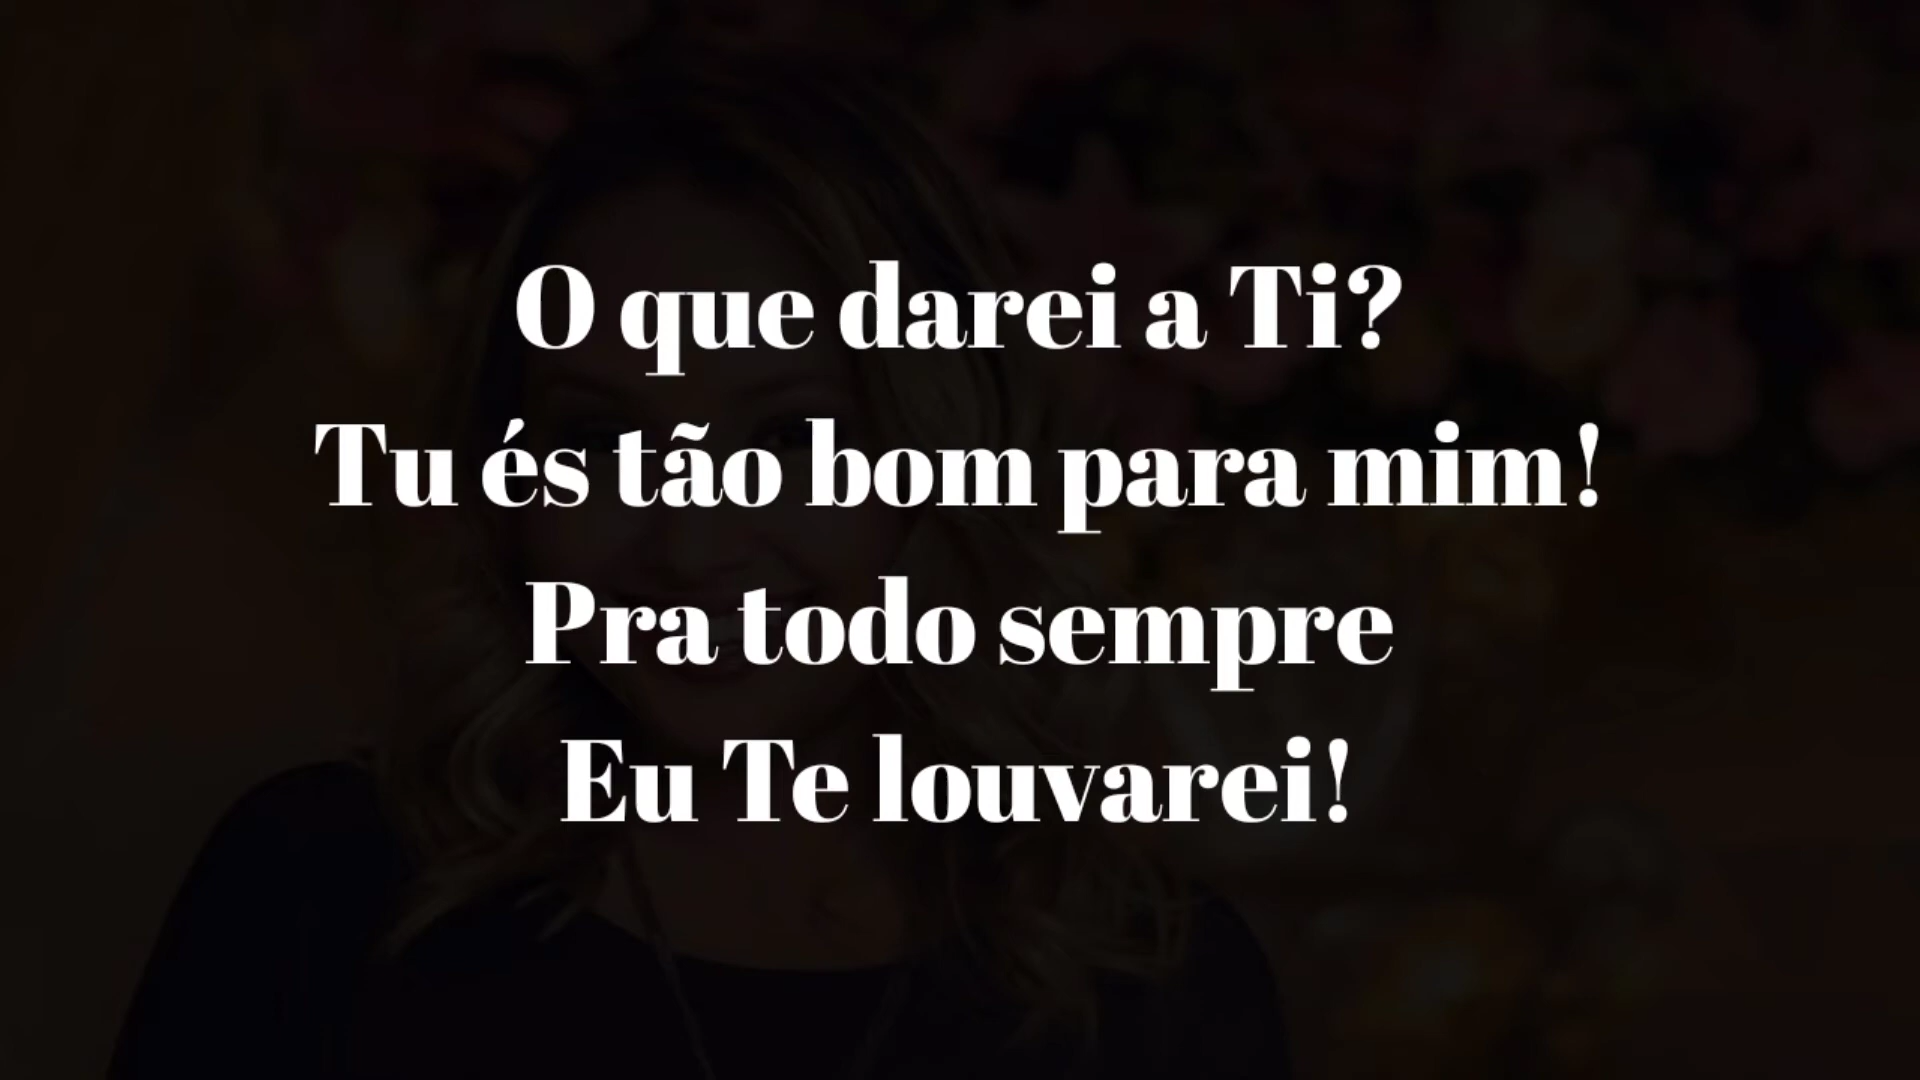 O que darei a Ti?
Tu és tão bom para mim!
Pra todo sempre
Eu Te louvarei!